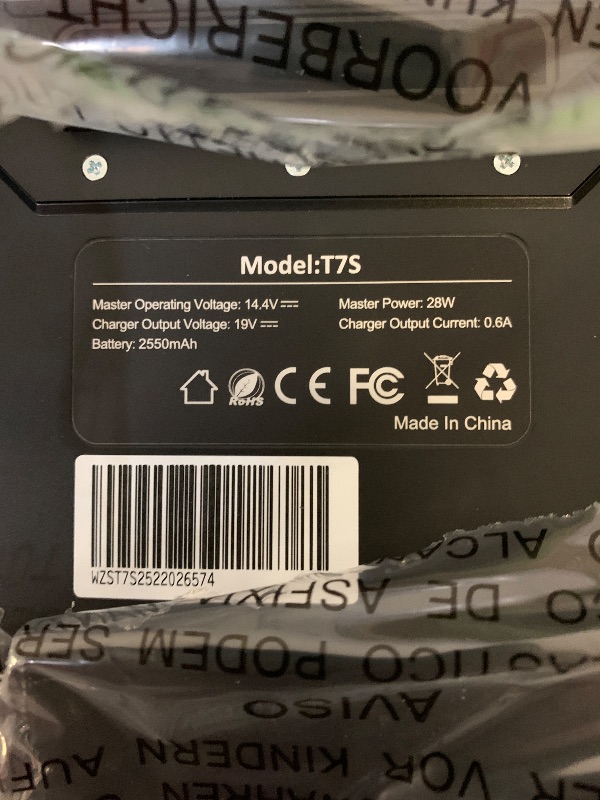 KIN
EN
VOORBERICHT
Model:T7S
Master Operating Voltage: 14.4V
Master Power: 28W
Charger Output Voltage: 19V
Charger Output Current: 0.6A
Battery: 2550mAh
RoHS CE FC
Made In China
WZST7S2522026574
ALCA
DE ASFIXIA
PODEM SER
AVISO
VOR KINDERN AUF